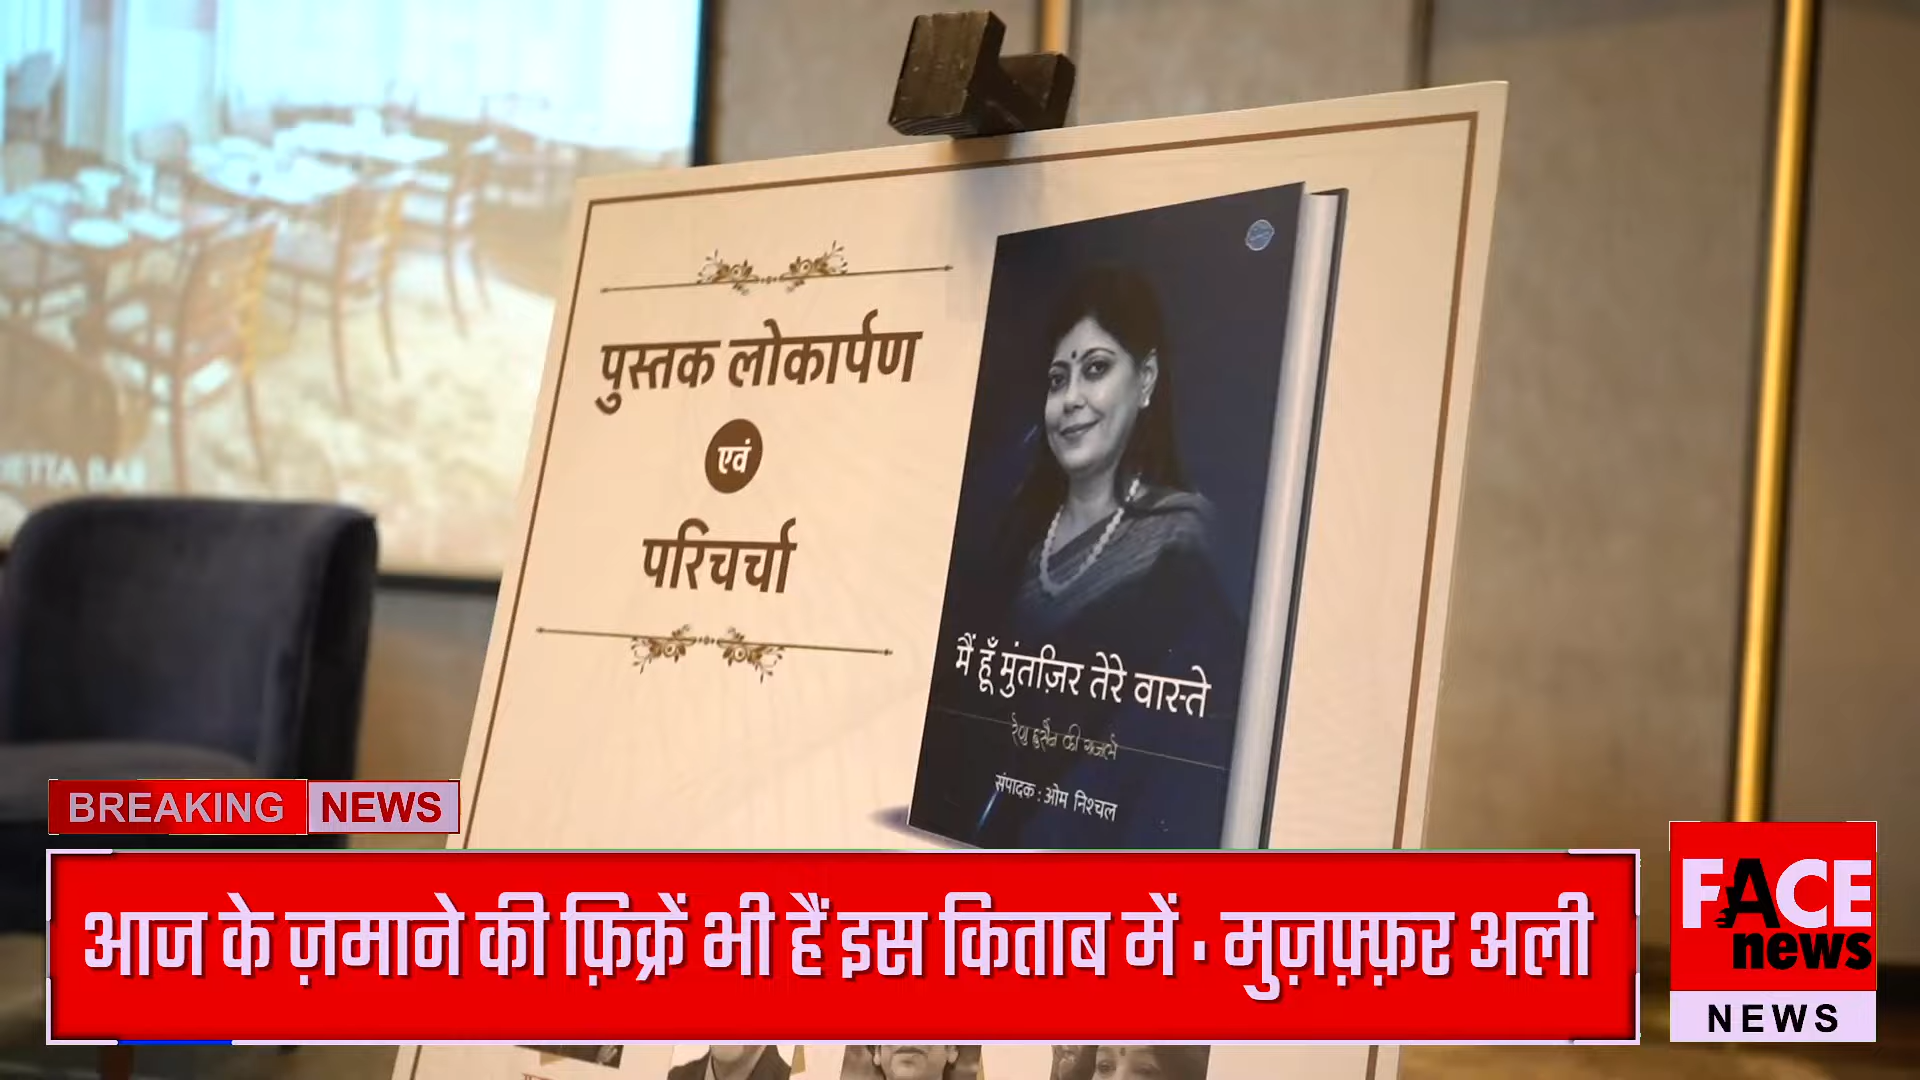 पुस्तक लोकार्पण
एवं
परिचर्चा
मैं हूँ मुंतज़िर तेरे वास्ते
रेणु हुसैन की ग़ज़लें
संपादक : ओम निश्चल
BREAKING NEWS
आज के ज़माने की फ़िक्रें भी हैं इस किताब में • मुज़फ़्फ़र अली
FACE
news
NEWS